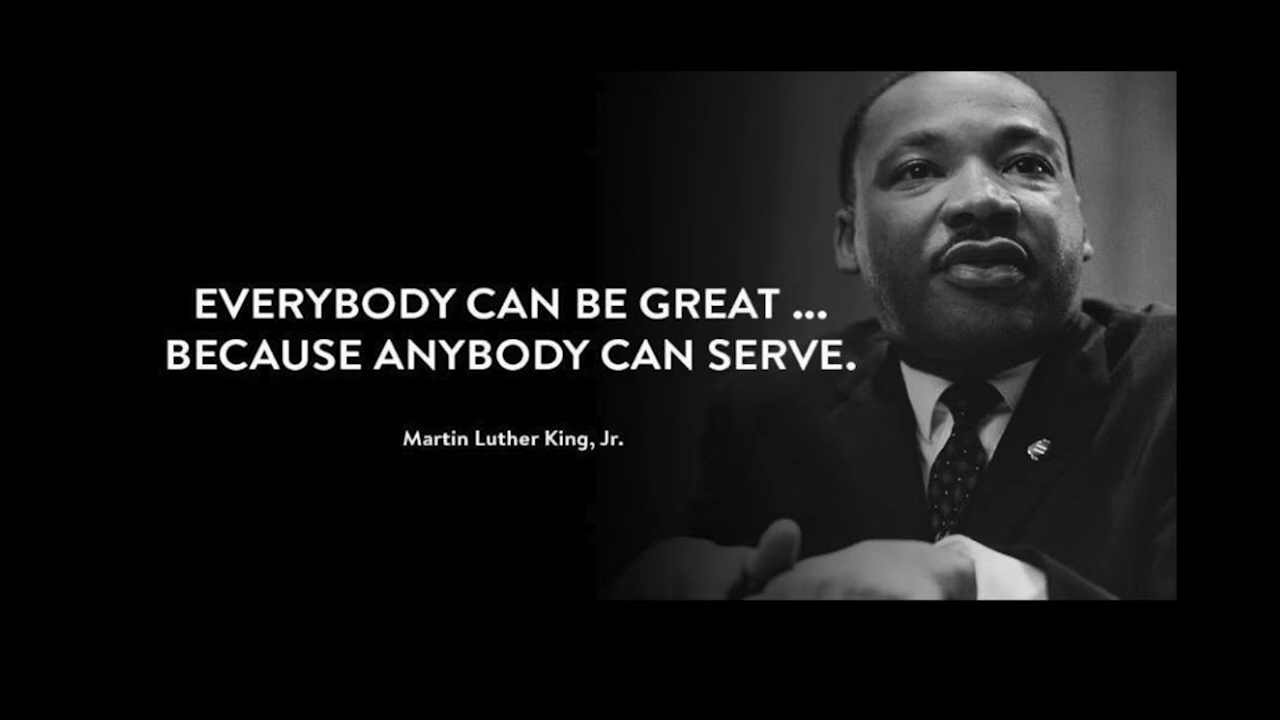 EVERYBODY CAN BE GREAT ...
BECAUSE ANYBODY CAN SERVE.
Martin Luther King, Jr.